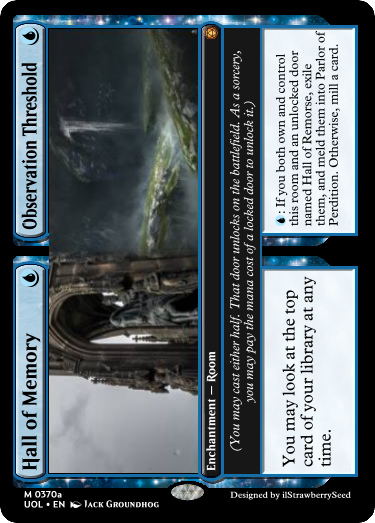 Hall of Memory
You may look at the top
card of your library at any
time.
Observation Threshold
: If you both own and control
this room and an unlocked door
named Hall of Remorse, exile
them, and meld them into Parlor of
Perdition. Otherwise, mill a card.
Enchantment — Room
(You may cast either half. That door unlocks on the battlefield. As a sorcery,
you may pay the mana cost of a locked door to unlock it.)
M 0370a
UOL • EN Jack Groundhog
Designed by ilStrawberrySeed